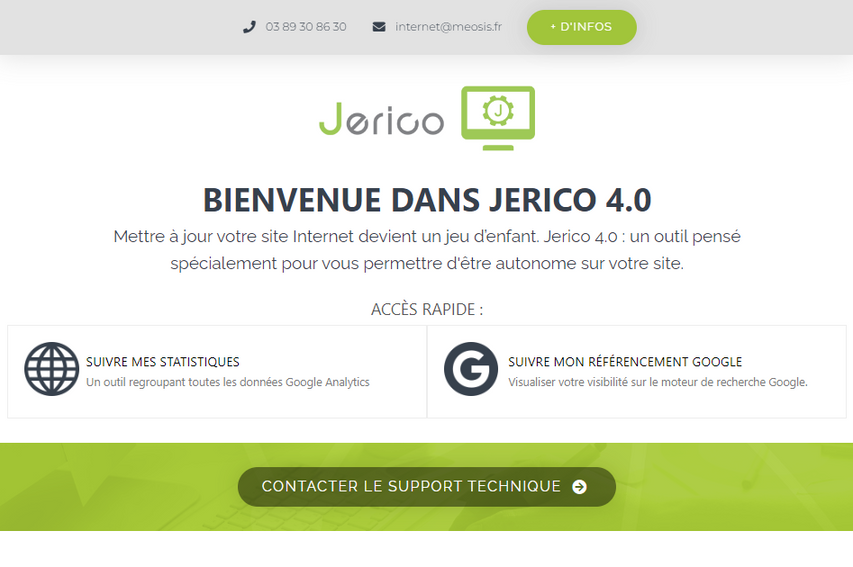 03 89 30 86 30 internet@meosis.fr + D'INFOS
Jerico J
BIENVENUE DANS JERICO 4.0
Mettre à jour votre site Internet devient un jeu d'enfant. Jerico 4.0 : un outil pensé
spécialement pour vous permettre d'être autonome sur votre site.
ACCÈS RAPIDE :
SUIVRE MES STATISTIQUES
Un outil regroupant toutes les données Google Analytics
G
SUIVRE MON RÉFÉRENCEMENT GOOGLE
Visualiser votre visibilité sur le moteur de recherche Google.
CONTACTER LE SUPPORT TECHNIQUE